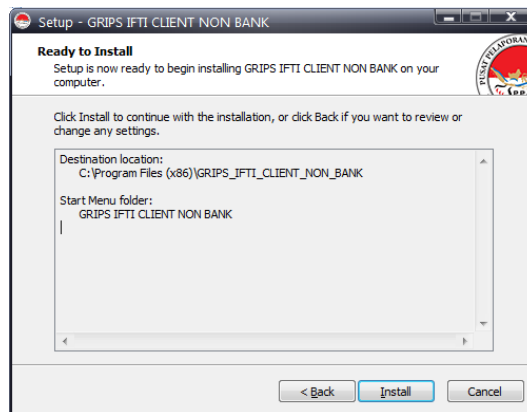 Setup - GRIPS IFTI CLIENT NON BANK
Ready to Install
Setup is now ready to begin installing GRIPS IFTI CLIENT NON BANK on your
computer.
PUSAT PELAPORAN
Click Install to continue with the installation, or click Back if you want to review or
change any settings.
Destination location:
C:\Program Files (x86)\GRIPS_IFTI_CLIENT_NON_BANK
Start Menu folder:
GRIPS IFTI CLIENT NON BANK
< Back
Install
Cancel